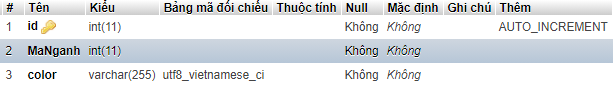 # Tên Kiểu Bảng mã đối chiếu Thuộc tính Null Mặc định Ghi chú Thêm
1 id int(11) Không Không AUTO_INCREMENT
2 MaNganh int(11) Không Không
3 color varchar(255) utf8_vietnamese_ci Không Không